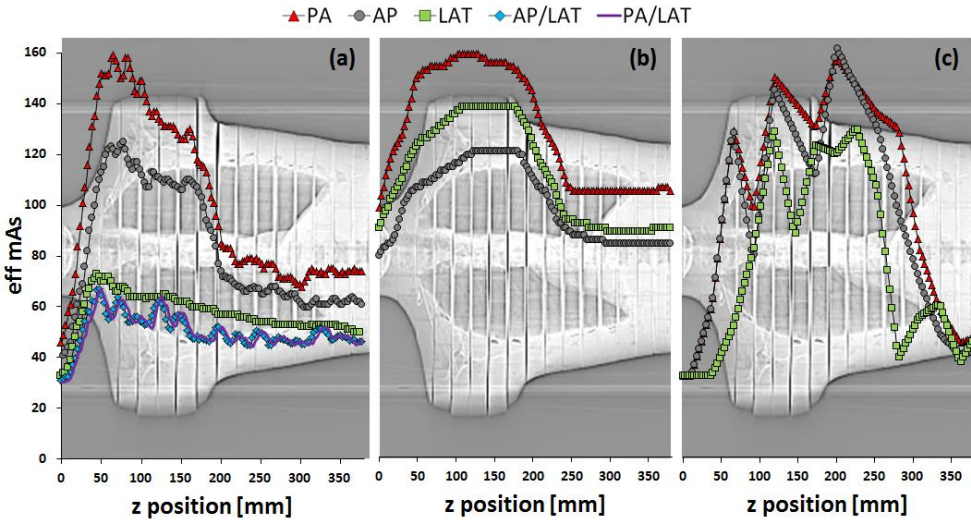 PA AP LAT AP/LAT PA/LAT
(a) (b) (c)
eff mAs
160
140
120
100
80
60
40
20
0
0 50 100 150 200 250 300 350
0 50 100 150 200 250 300 350
0 50 100 150 200 250 300 350
z position [mm] z position [mm] z position [mm]